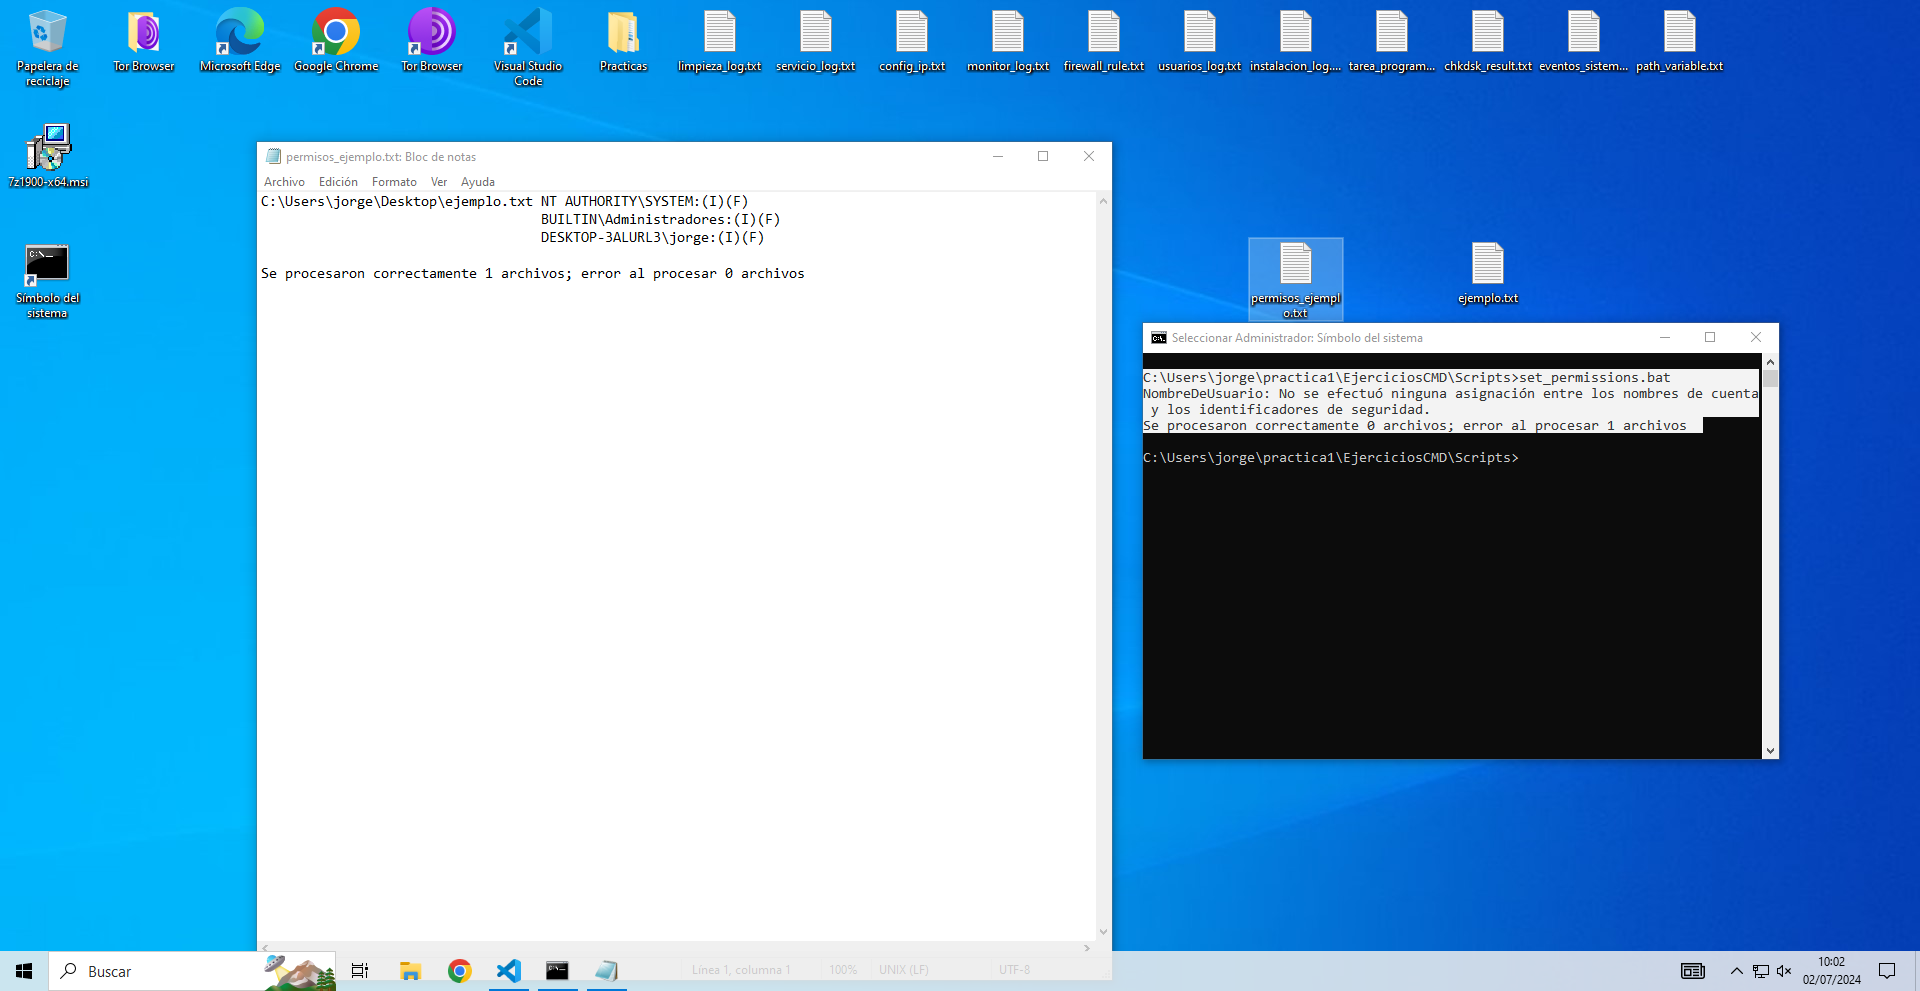 Papelera de
reciclaje
Tor Browser
Microsoft Edge
Google Chrome
Tor Browser
Visual Studio
Code
Practicas
limpieza_log.txt
servicio_log.txt
config_ip.txt
monitor_log.txt
firewall_rule.txt
usuarios_log.txt
instalacion_log....
tarea_program...
chkdsk_result.txt
eventos_sistem...
path_variable.txt
7z1900-x64.msi
Símbolo del
sistema
permisos_ejemplo.txt: Bloc de notas
Archivo Edición Formato Ver Ayuda
C:\Users\jorge\Desktop\ejemplo.txt NT AUTHORITY\SYSTEM:(I)(F)
BUILTIN\Administradores:(I)(F)
DESKTOP-3ALURL3\jorge:(I)(F)
Se procesaron correctamente 1 archivos; error al procesar 0 archivos
Línea 1, columna 1 100% UNIX (LF) UTF-8
permisos_ejempl
o.txt
ejemplo.txt
Seleccionar Administrador: Símbolo del sistema
C:\Users\jorge\practica1\EjerciciosCMD\Scripts>set_permissions.bat
NombreDeUsuario: No se efectuó ninguna asignación entre los nombres de cuenta
y los identificadores de seguridad.
Se procesaron correctamente 0 archivos; error al procesar 1 archivos
C:\Users\jorge\practica1\EjerciciosCMD\Scripts>
Buscar
10:02
02/07/2024